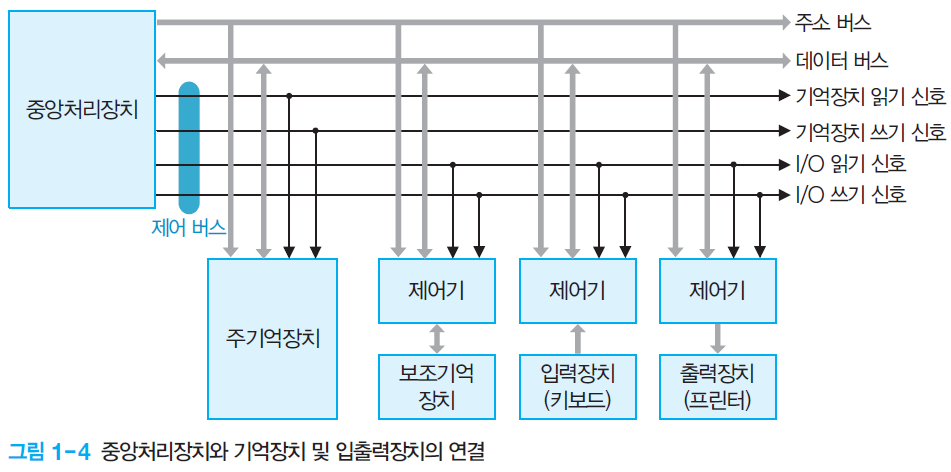 주소 버스
데이터 버스
중앙처리장치
기억장치 읽기 신호
기억장치 쓰기 신호
I/O 읽기 신호
I/O 쓰기 신호
제어 버스
주기억장치
제어기
제어기
제어기
보조기억
장치
입력장치
(키보드)
출력장치
(프린터)
그림 1-4 중앙처리장치와 기억장치 및 입출력장치의 연결